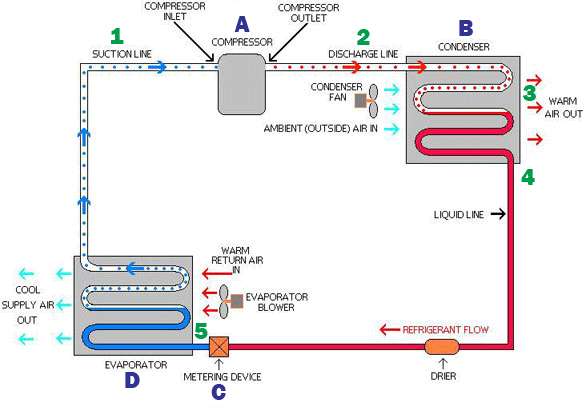 COMPRESSOR
INLET
A
COMPRESSOR
OUTLET
B
1
SUCTION LINE
COMPRESSOR
2
DISCHARGE LINE
CONDENSER
CONDENSER
FAN
3
WARM
AIR OUT
AMBIENT (OUTSIDE) AIR IN
4
LIQUID LINE
WARM
RETURN AIR
IN
COOL
SUPPLY AIR
OUT
EVAPORATOR
BLOWER
5
REFRIGERANT FLOW
EVAPORATOR
D
METERING DEVICE
C
DRIER